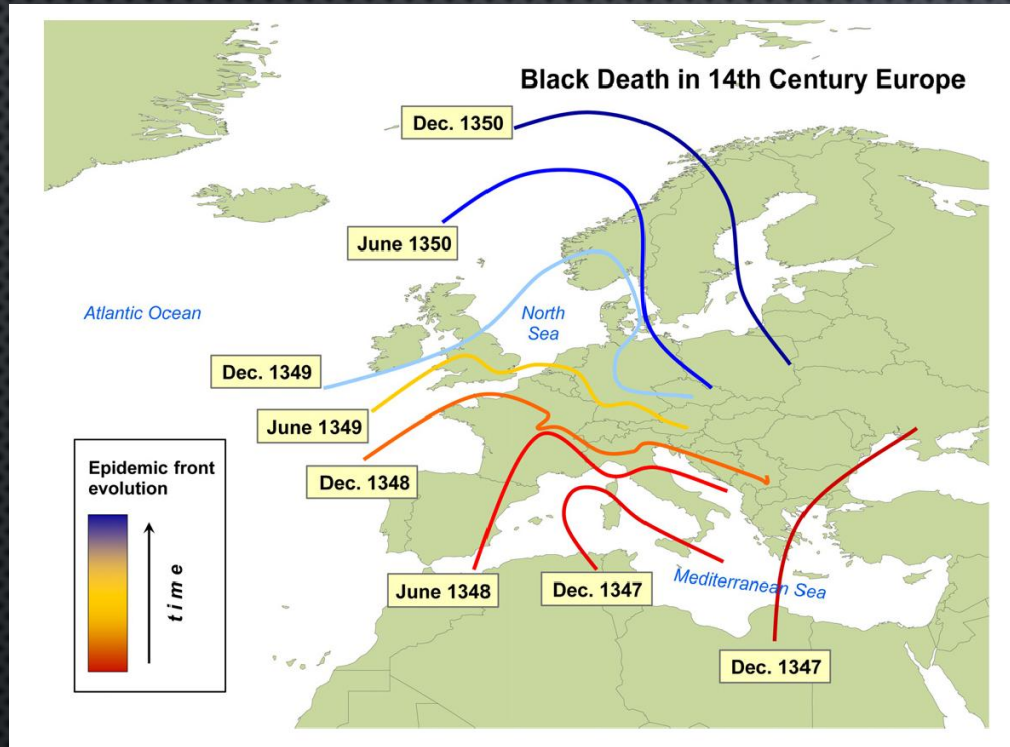 Black Death in 14th Century Europe
Dec. 1350
June 1350
Atlantic Ocean
North
Sea
Dec. 1349
June 1349
Dec. 1348
Epidemic front
evolution
time
June 1348
Dec. 1347
Mediterranean Sea
Dec. 1347